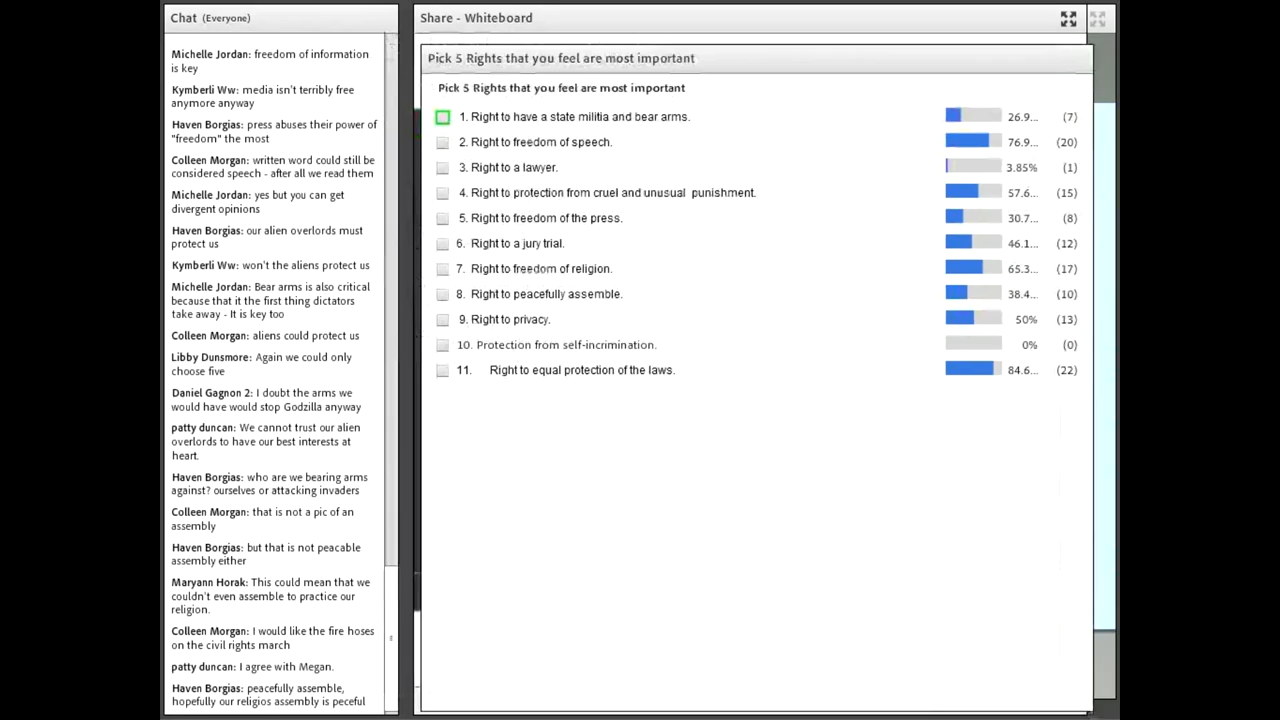 Chat (Everyone)
Michelle Jordan: freedom of information
is key
Kymberli Ww: media isn't terribly free
anymore anyway
Haven Borgias: press abuses their power of
"freedom" the most
Colleen Morgan: written word could still be
considered speech - after all we read them
Michelle Jordan: yes but you can get
divergent opinions
Haven Borgias: our alien overlords must
protect us
Kymberli Ww: won't the aliens protect us
Michelle Jordan: Bear arms is also critical
because that it the first thing dictators
take away - It is key too
Colleen Morgan: aliens could protect us
Libby Dunsmore: Again we could only
choose five
Daniel Gagnon 2: I doubt the arms we
would have would stop Godzilla anyway
patty duncan: We cannot trust our alien
overlords to have our best interests at
heart.
Haven Borgias: who are we bearing arms
against? ourselves or attacking invaders
Colleen Morgan: that is not a pic of an
assembly
Haven Borgias: but that is not peacable
assembly either
Maryann Horak: This could mean that we
couldn't even assemble to practice our
religion.
Colleen Morgan: I would like the fire hoses
on the civil rights march
patty duncan: I agree with Megan.
Haven Borgias: peacefully assemble,
hopefully our religios assembly is peceful
Share - Whiteboard
Pick 5 Rights that you feel are most important
Pick 5 Rights that you feel are most important
1. Right to have a state militia and bear arms. 26.9... (7)
2. Right to freedom of speech. 76.9... (20)
3. Right to a lawyer. 3.85% (1)
4. Right to protection from cruel and unusual punishment. 57.6... (15)
5. Right to freedom of the press. 30.7... (8)
6. Right to a jury trial. 46.1... (12)
7. Right to freedom of religion. 65.3... (17)
8. Right to peacefully assemble. 38.4... (10)
9. Right to privacy. 50% (13)
10. Protection from self-incrimination. 0% (0)
11. Right to equal protection of the laws. 84.6... (22)